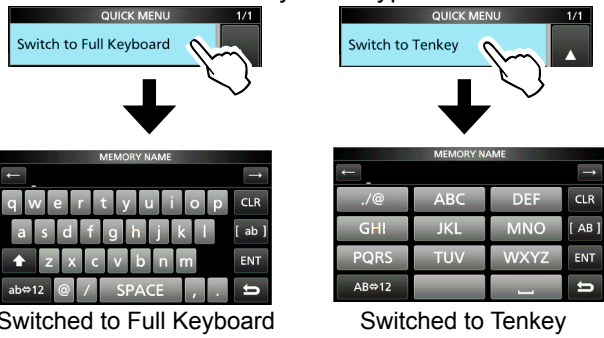 QUICK MENU 1/1
Switch to Full Keyboard
QUICK MENU 1/1
Switch to Tenkey
▲
MEMORY NAME
← →
q w e r t y u i o p CLR
a s d f g h j k l [ ab ]
z x c v b n m ENT
ab⇔12 @ / SPACE , .
MEMORY NAME
← →
./@ ABC DEF CLR
GHI JKL MNO [ AB ]
PQRS TUV WXYZ ENT
AB⇔12
Switched to Full Keyboard
Switched to Tenkey